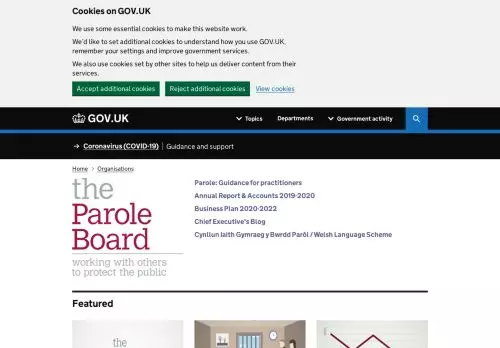 Cookies on GOV.UK
We use some essential cookies to make this website work.
We'd like to set additional cookies to understand how you use GOV.UK,
remember your settings and improve government services.
We also use cookies set by other sites to help us deliver content from their
services.
Accept additional cookies
Reject additional cookies
View cookies
GOV.UK
Topics
Departments
Government activity
Coronavirus (COVID-19)
Guidance and support
Home
Organisations
the
Parole
Board
working with others
to protect the public
Parole: Guidance for practitioners
Annual Report & Accounts 2019-2020
Business Plan 2020-2022
Chief Executive's Blog
Cynllun Iaith Gymraeg y Bwrdd Parôl / Welsh Language Scheme
Featured
the